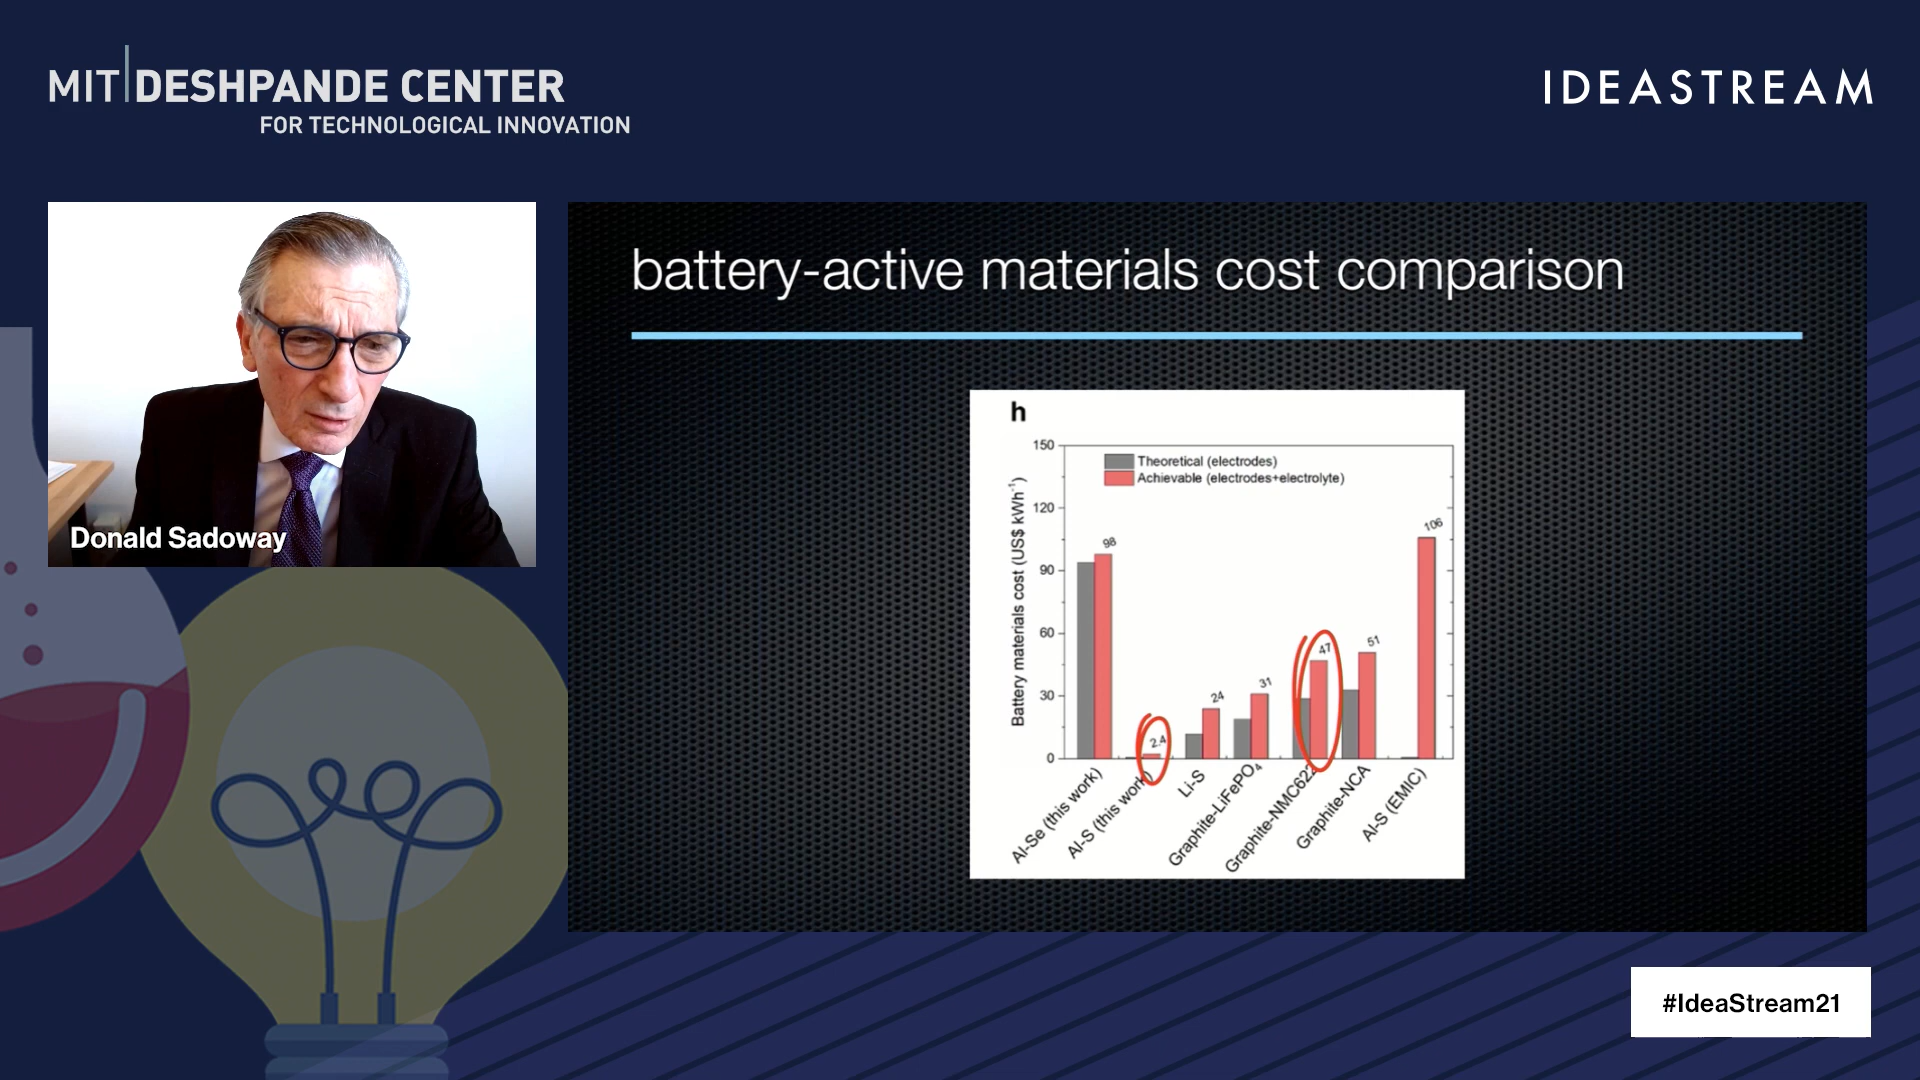 MIT DESHPANDE CENTER
FOR TECHNOLOGICAL INNOVATION
IDEASTREAM
Donald Sadoway
battery-active materials cost comparison
h
Battery materials cost (US$ kWh⁻¹)
150
120
90
60
30
0
Theoretical (electrodes)
Achievable (electrodes+electrolyte)
98
2.4
24
31
47
51
106
Al-Se (this work)
Al-S (this work)
Li-S
Graphite-LiFePO₄
Graphite-NMC622
Graphite-NCA
Al-S (EMIC)
#IdeaStream21